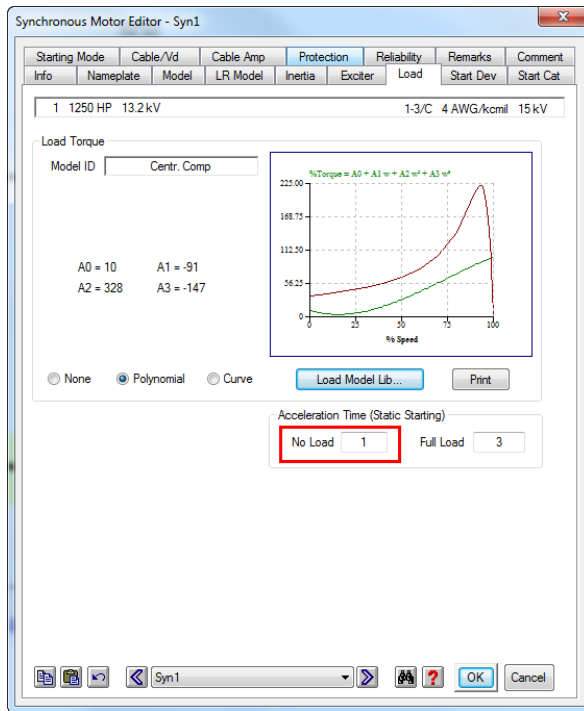 Synchronous Motor Editor - Syn1
Starting Mode Cable/Vd Cable Amp Protection Reliability Remarks Comment
Info Nameplate Model LR Model Inertia Exciter Load Start Dev Start Cat
1 1250 HP 13.2 kV 1-3/C 4 AWG/kcmil 15 kV
Load Torque
Model ID Centr. Comp
%Torque = A0 + A1 w + A2 w² + A3 w³
225.00
168.75
112.50
56.25
0
0 25 50 75 100
% Speed
A0 = 10 A1 = -91
A2 = 328 A3 = -147
None Polynomial Curve Load Model Lib... Print
Acceleration Time (Static Starting)
No Load 1 Full Load 3
Syn1 ? OK Cancel